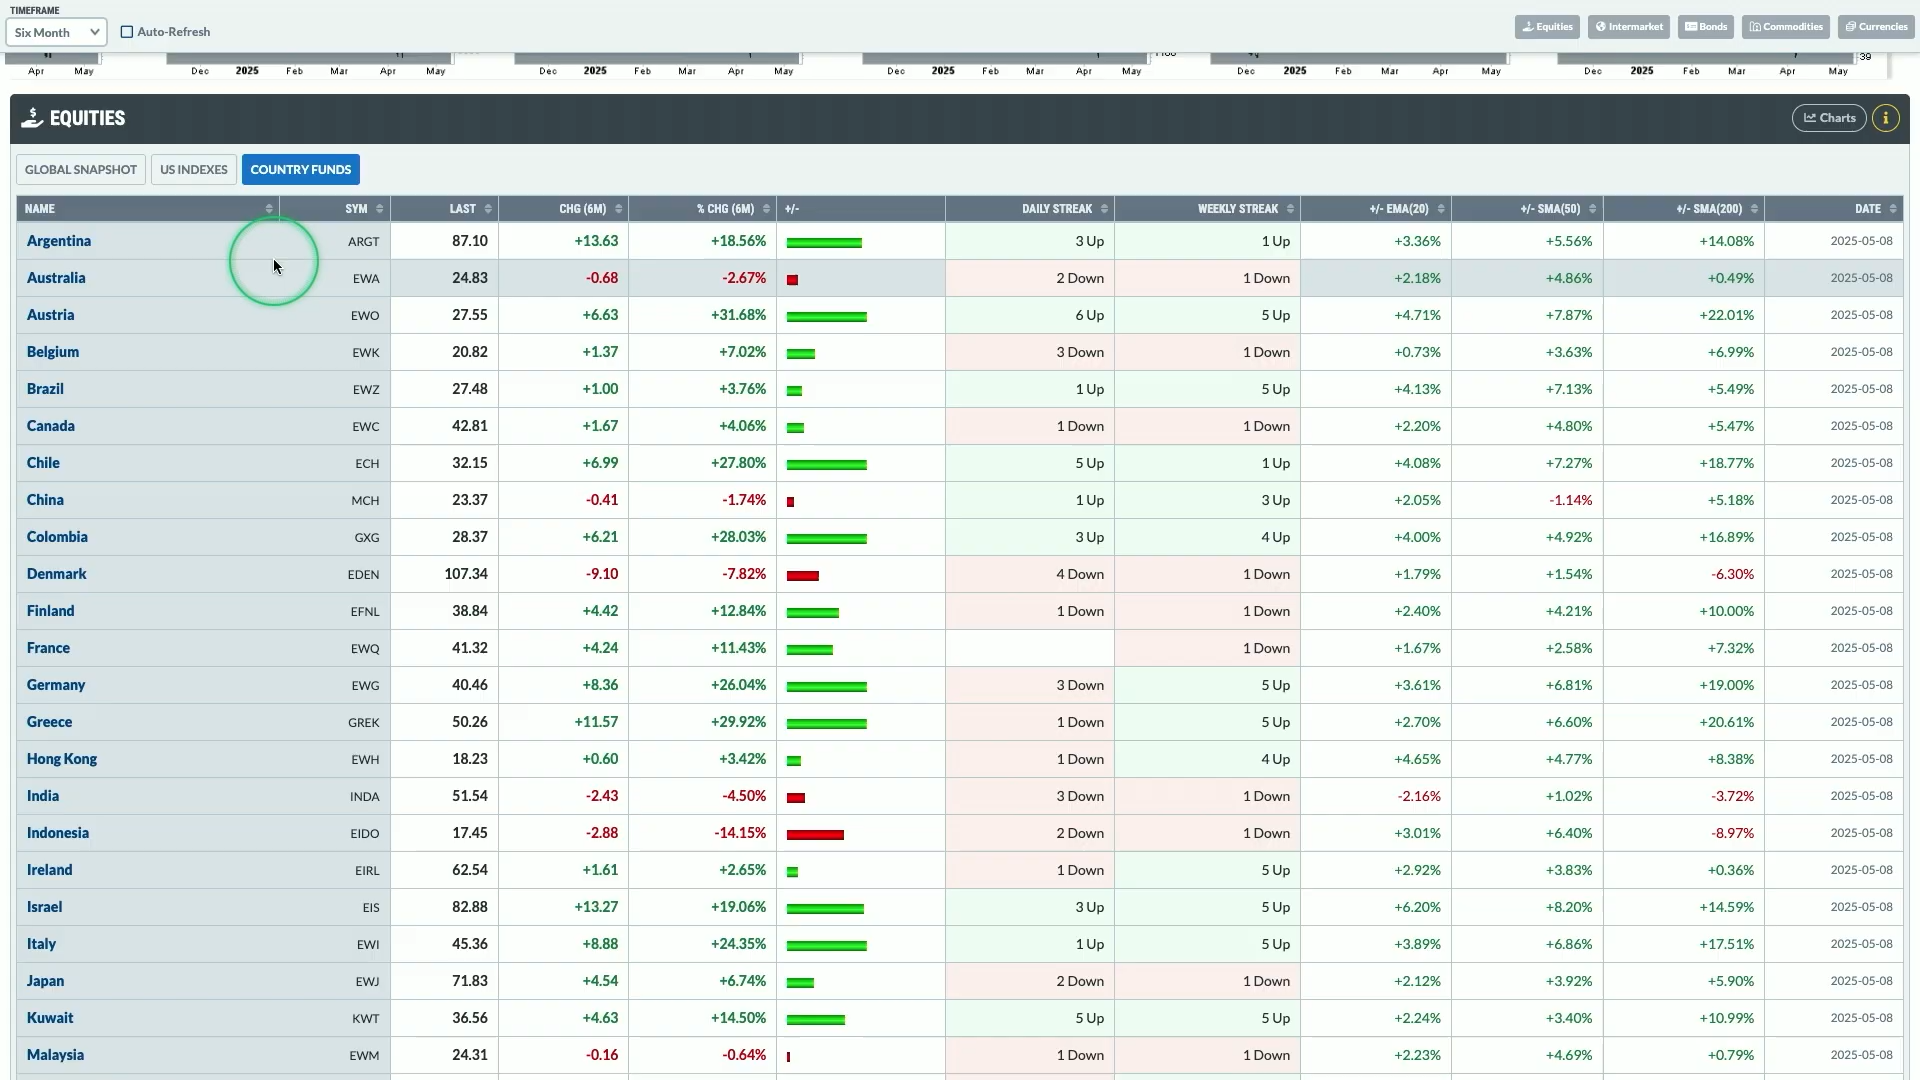 TIMEFRAME
Six Month Auto-Refresh Equities Intermarket Bonds Commodities Currencies
39
Apr May Dec 2025 Feb Mar Apr May Dec 2025 Feb Mar Apr May Dec 2025 Feb Mar Apr May Dec 2025 Feb Mar Apr May Dec 2025 Feb Mar Apr May
EQUITIES Charts i
GLOBAL SNAPSHOT US INDEXES COUNTRY FUNDS
NAME SYM LAST CHG (6M) % CHG (6M) +/- DAILY STREAK WEEKLY STREAK +/- EMA(20) +/- SMA(50) +/- SMA(200) DATE
Argentina ARGT 87.10 +13.63 +18.56% 3 Up 1 Up +3.36% +5.56% +14.08% 2025-05-08
Australia EWA 24.83 -0.68 -2.67% 2 Down 1 Down +2.18% +4.86% +0.49% 2025-05-08
Austria EWO 27.55 +6.63 +31.68% 6 Up 5 Up +4.71% +7.87% +22.01% 2025-05-08
Belgium EWK 20.82 +1.37 +7.02% 3 Down 1 Down +0.73% +3.63% +6.99% 2025-05-08
Brazil EWZ 27.48 +1.00 +3.76% 1 Up 5 Up +4.13% +7.13% +5.49% 2025-05-08
Canada EWC 42.81 +1.67 +4.06% 1 Down 1 Down +2.20% +4.80% +5.47% 2025-05-08
Chile ECH 32.15 +6.99 +27.80% 5 Up 1 Up +4.08% +7.27% +18.77% 2025-05-08
China MCH 23.37 -0.41 -1.74% 1 Up 3 Up +2.05% -1.14% +5.18% 2025-05-08
Colombia GXG 28.37 +6.21 +28.03% 3 Up 4 Up +4.00% +4.92% +16.89% 2025-05-08
Denmark EDEN 107.34 -9.10 -7.82% 4 Down 1 Down +1.79% +1.54% -6.30% 2025-05-08
Finland EFNL 38.84 +4.42 +12.84% 1 Down 1 Down +2.40% +4.21% +10.00% 2025-05-08
France EWQ 41.32 +4.24 +11.43% 1 Down +1.67% +2.58% +7.32% 2025-05-08
Germany EWG 40.46 +8.36 +26.04% 3 Down 5 Up +3.61% +6.81% +19.00% 2025-05-08
Greece GREK 50.26 +11.57 +29.92% 1 Down 5 Up +2.70% +6.60% +20.61% 2025-05-08
Hong Kong EWH 18.23 +0.60 +3.42% 1 Down 4 Up +4.65% +4.77% +8.38% 2025-05-08
India INDA 51.54 -2.43 -4.50% 3 Down 1 Down -2.16% +1.02% -3.72% 2025-05-08
Indonesia EIDO 17.45 -2.88 -14.15% 2 Down 1 Down +3.01% +6.40% -8.97% 2025-05-08
Ireland EIRL 62.54 +1.61 +2.65% 1 Down 5 Up +2.92% +3.83% +0.36% 2025-05-08
Israel EIS 82.88 +13.27 +19.06% 3 Up 5 Up +6.20% +8.20% +14.59% 2025-05-08
Italy EWI 45.36 +8.88 +24.35% 1 Up 5 Up +3.89% +6.86% +17.51% 2025-05-08
Japan EWJ 71.83 +4.54 +6.74% 2 Down 1 Down +2.12% +3.92% +5.90% 2025-05-08
Kuwait KWT 36.56 +4.63 +14.50% 5 Up 5 Up +2.24% +3.40% +10.99% 2025-05-08
Malaysia EWM 24.31 -0.16 -0.64% 1 Down 1 Down +2.23% +4.69% +0.79% 2025-05-08